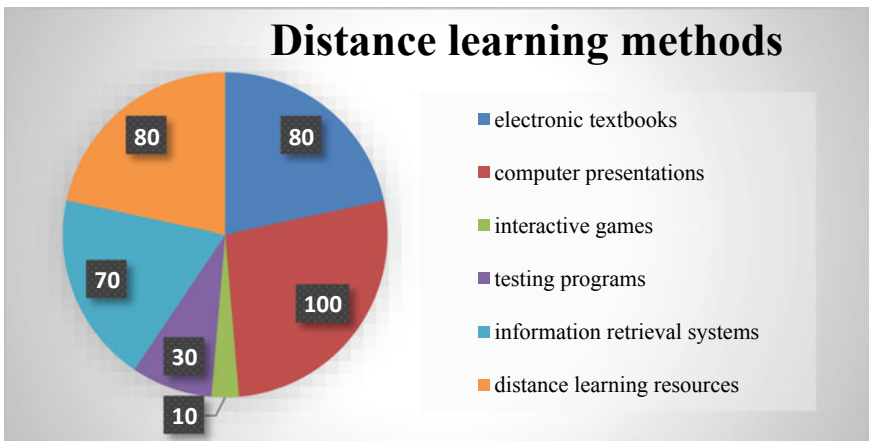 Distance learning methods
80
80
100
70
30
10
electronic textbooks
computer presentations
interactive games
testing programs
information retrieval systems
distance learning resources